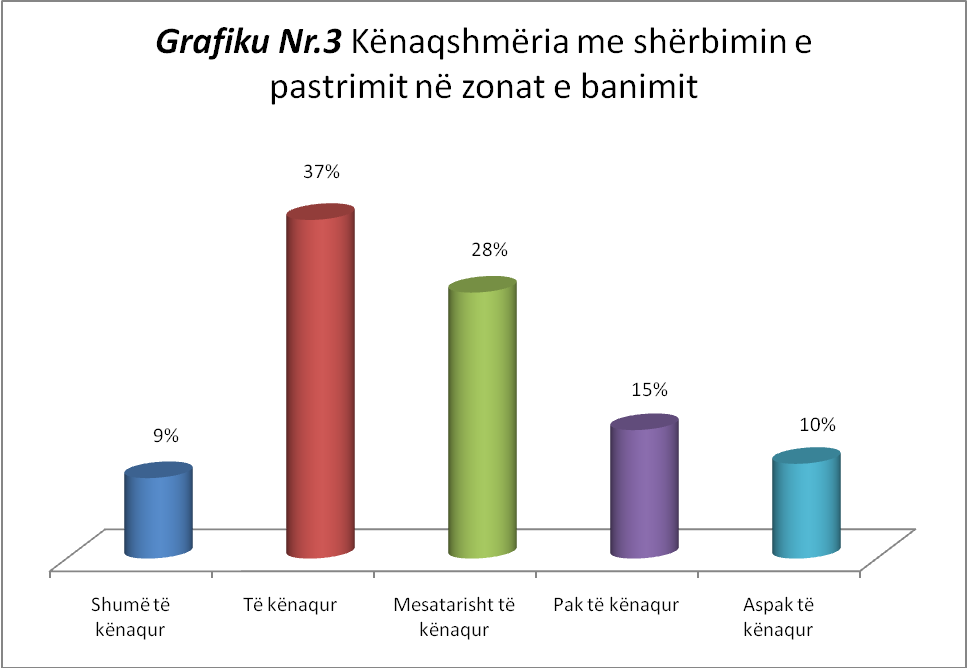 Grafiku Nr.3 Kënaqshmëria me shërbimin e
pastrimit në zonat e banimit
37%
28%
15%
10%
9%
Shumë të
kënaqur
Të kënaqur
Mesatarisht të
kënaqur
Pak të kënaqur
Aspak të
kënaqur